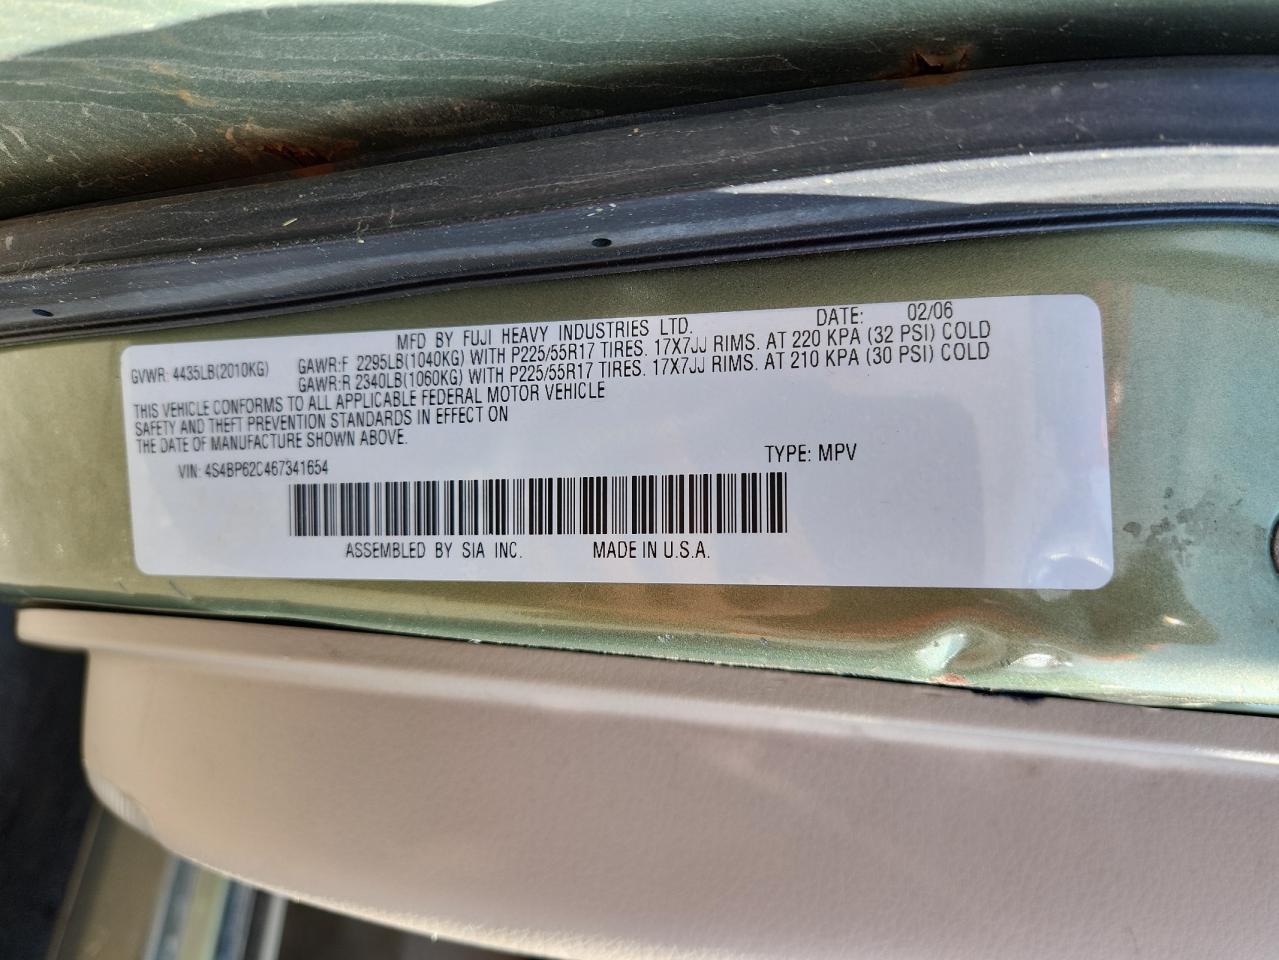 MFD BY FUJI HEAVY INDUSTRIES LTD. DATE: 02/06
GVWR: 4435LB(2010KG) GAWR:F 2295LB(1040KG) WITH P225/55R17 TIRES. 17X7JJ RIMS. AT 220 KPA (32 PSI) COLD
GAWR:R 2340LB(1060KG) WITH P225/55R17 TIRES. 17X7JJ RIMS. AT 210 KPA (30 PSI) COLD
THIS VEHICLE CONFORMS TO ALL APPLICABLE FEDERAL MOTOR VEHICLE
SAFETY AND THEFT PREVENTION STANDARDS IN EFFECT ON
THE DATE OF MANUFACTURE SHOWN ABOVE.
VIN: 4S4BP62C467341654 TYPE: MPV
ASSEMBLED BY SIA INC. MADE IN U.S.A.